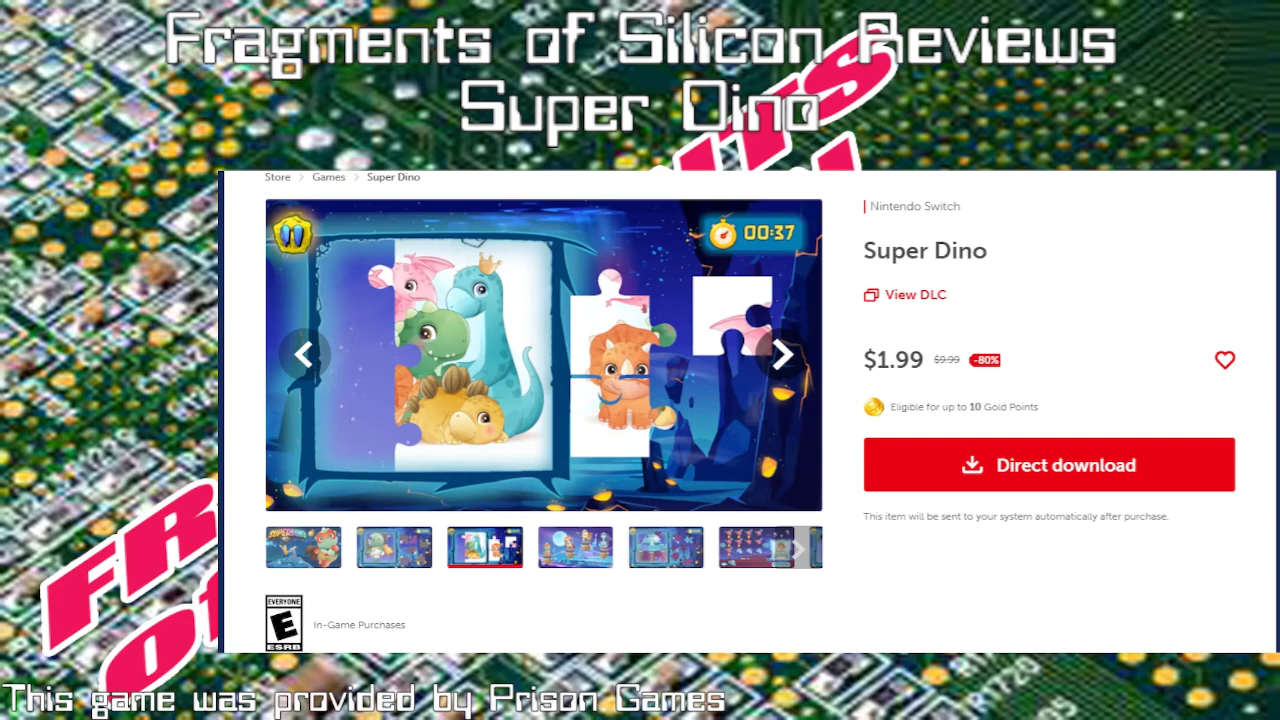 Fragments of Silicon Reviews
Super Dino
Store > Games > Super Dino
00:37
Nintendo Switch
Super Dino
View DLC
$1.99 $9.99 -80%
Eligible for up to 10 Gold Points
Direct download
This item will be sent to your system automatically after purchase.
EVERYONE
E
ESRB
In-Game Purchases
FR
Of
This game was provided by Prison Games